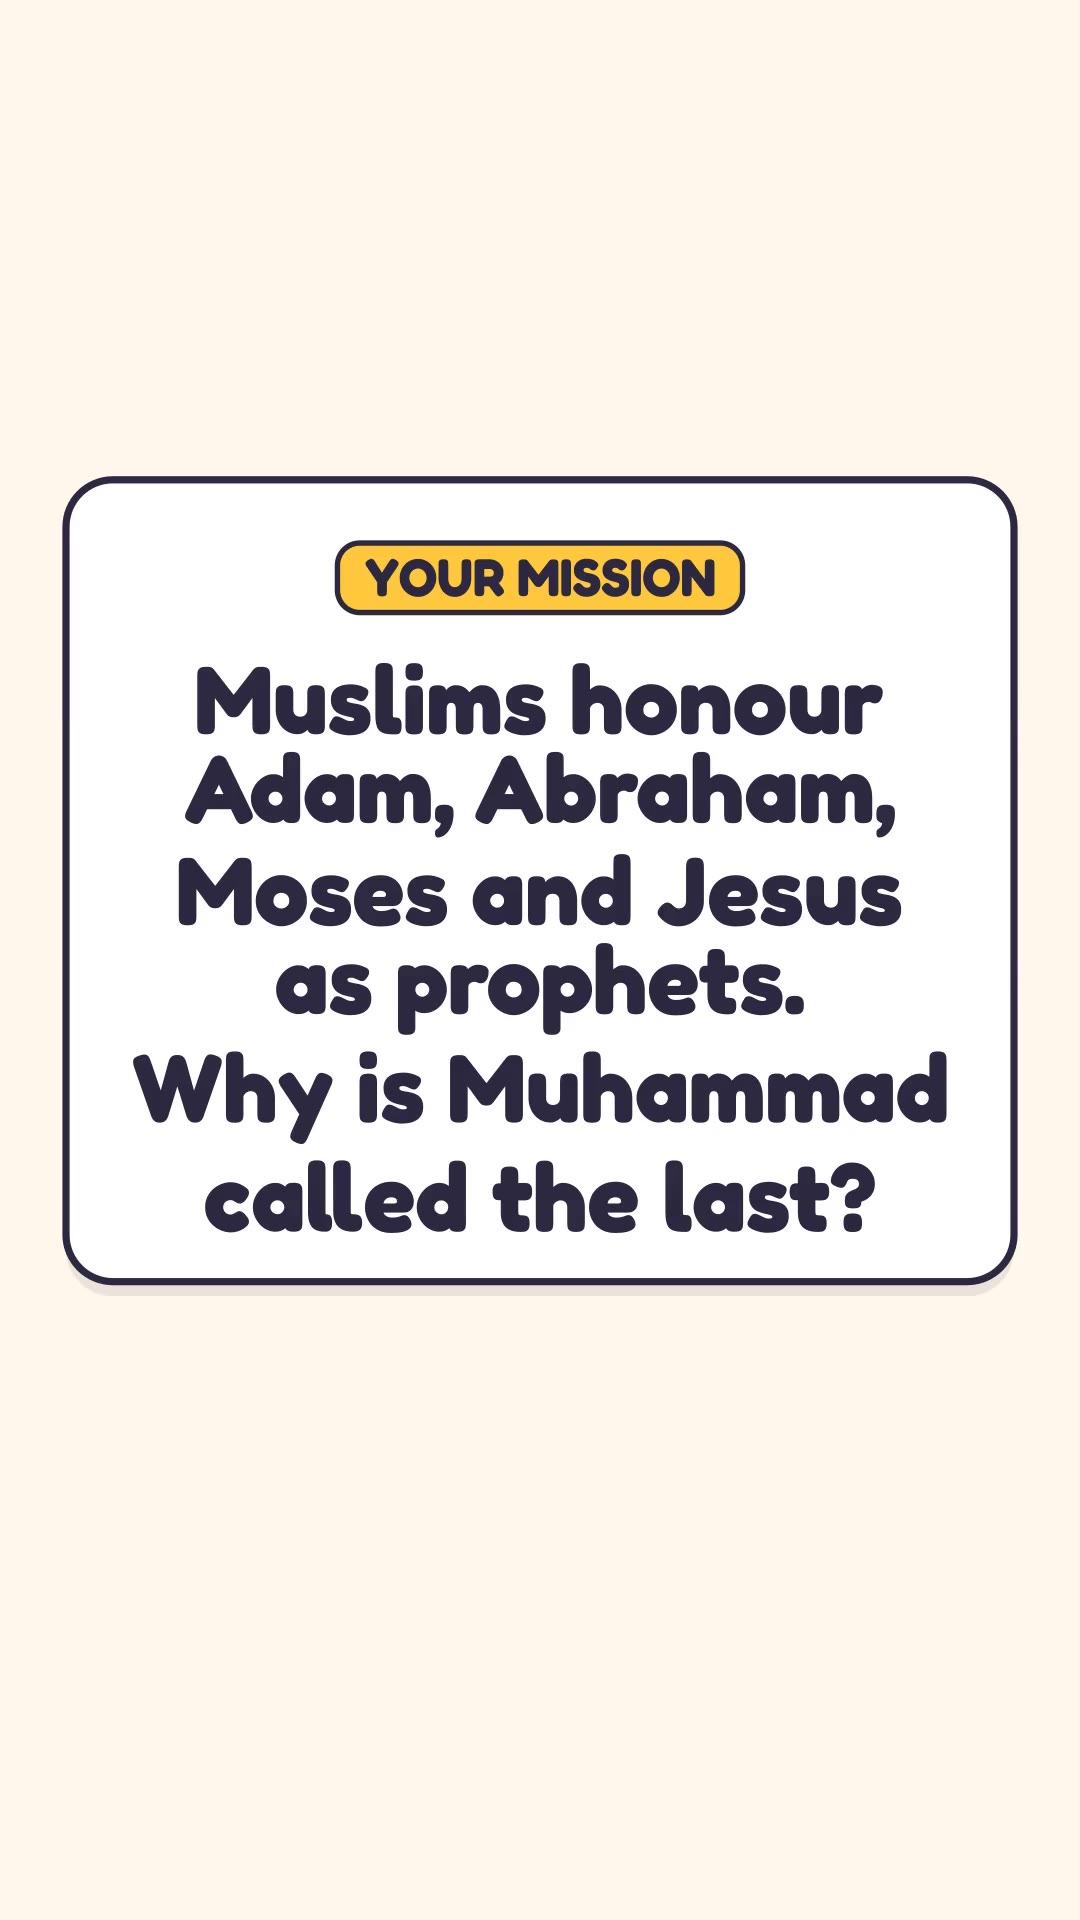 YOUR MISSION
Muslims honour
Adam, Abraham,
Moses and Jesus
as prophets.
Why is Muhammad
called the last?